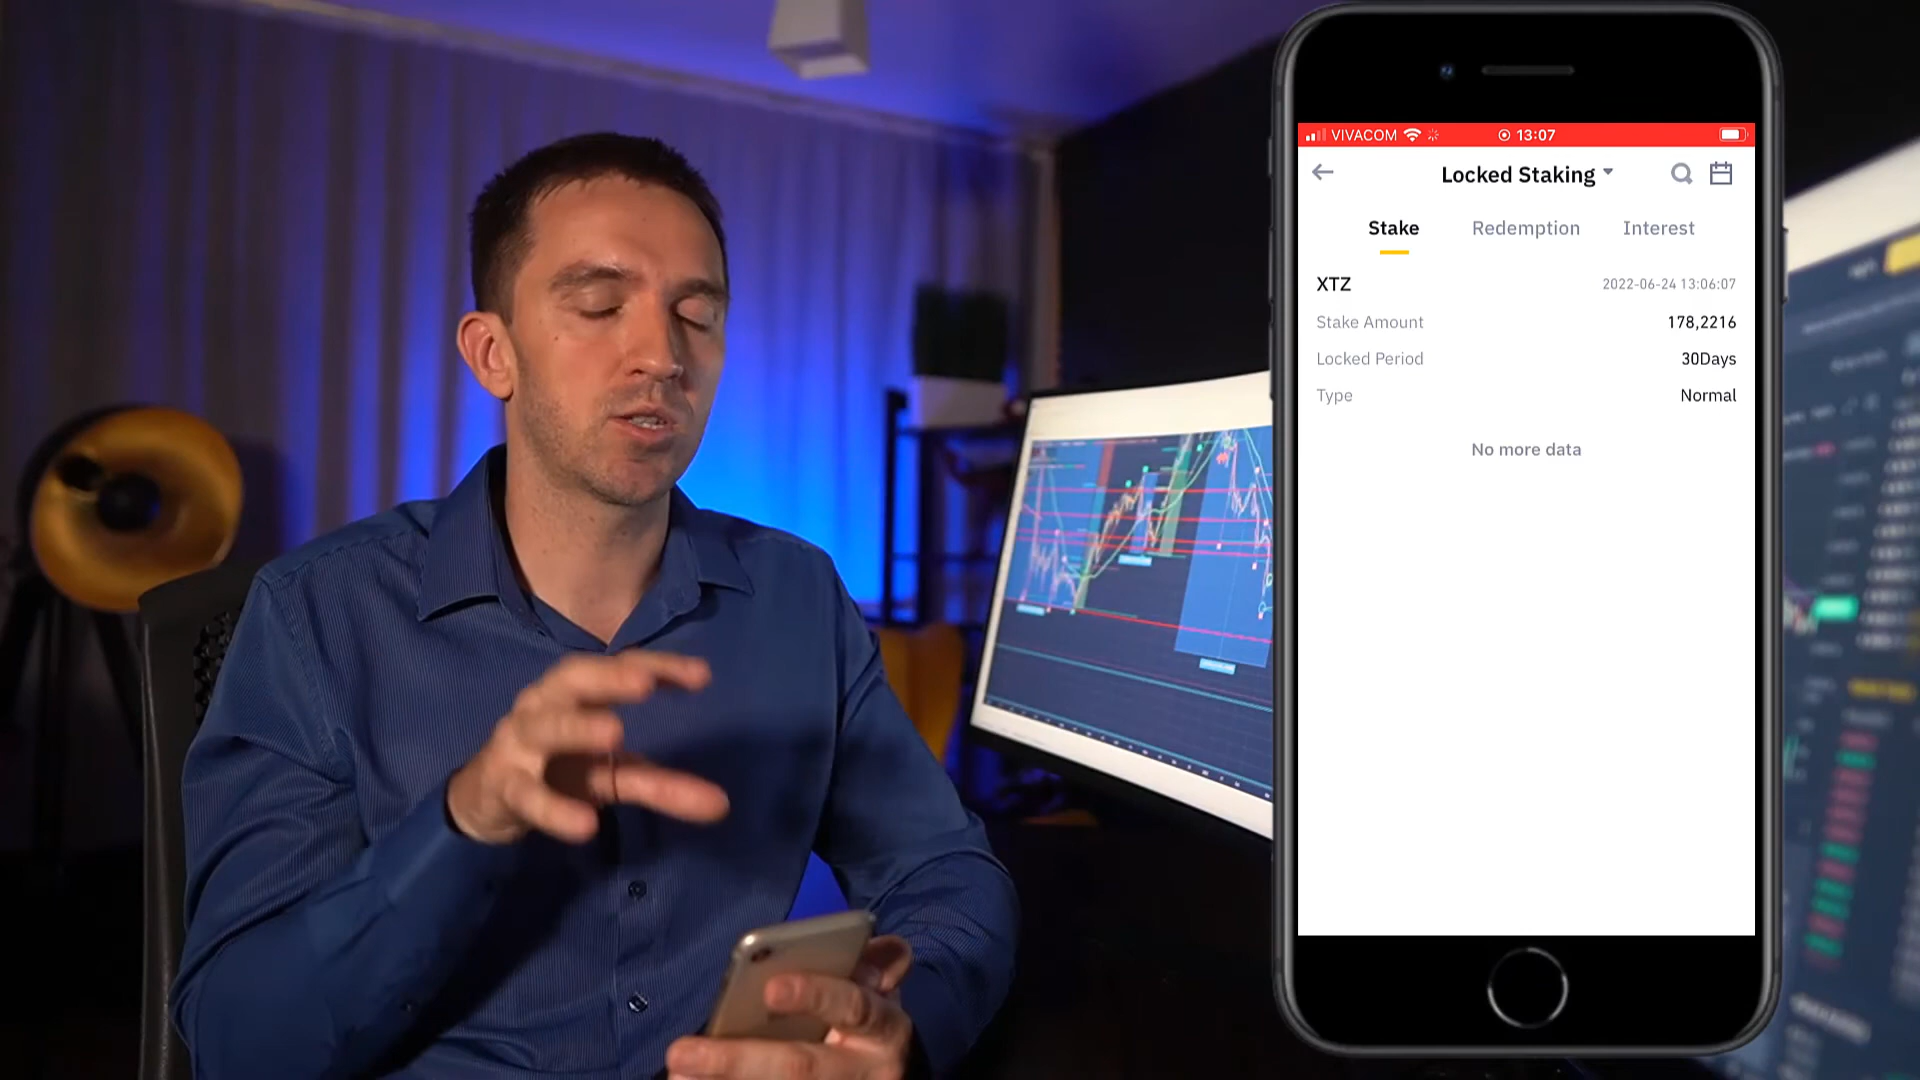 VIVACOM 13:07
Locked Staking
Stake Redemption Interest
XTZ 2022-06-24 13:06:07
Stake Amount 178,2216
Locked Period 30Days
Type Normal
No more data